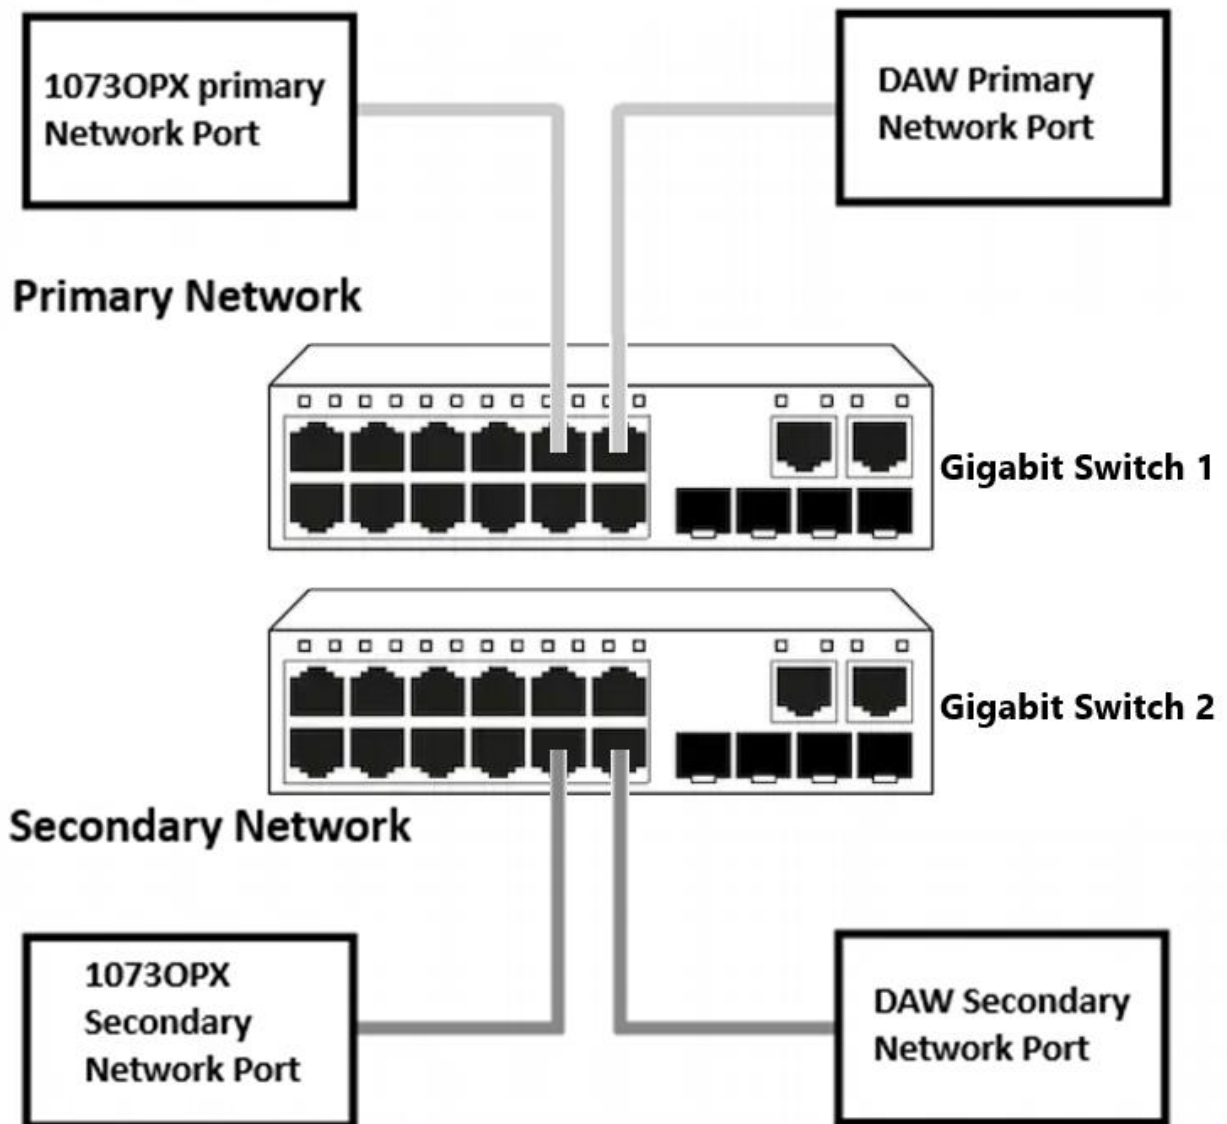 1073OPX primary
Network Port
DAW Primary
Network Port
Primary Network
Gigabit Switch 1
Gigabit Switch 2
Secondary Network
1073OPX
Secondary
Network Port
DAW Secondary
Network Port